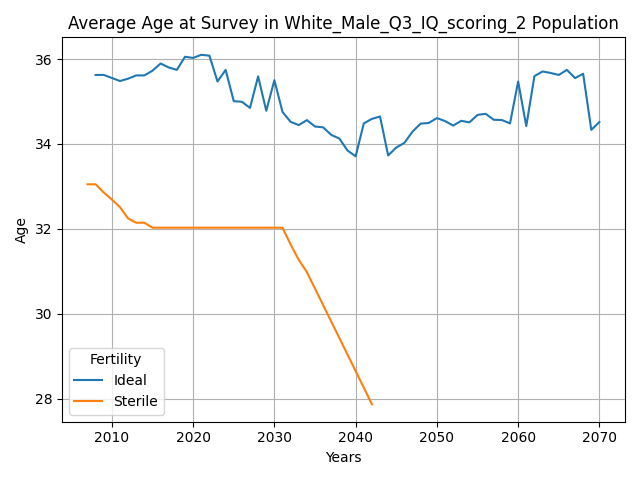 Average Age at Survey in White_Male_Q3_IQ_scoring_2 Population
36
34
32
30
28
Age
Fertility
Ideal
Sterile
2010 2020 2030 2040 2050 2060 2070
Years